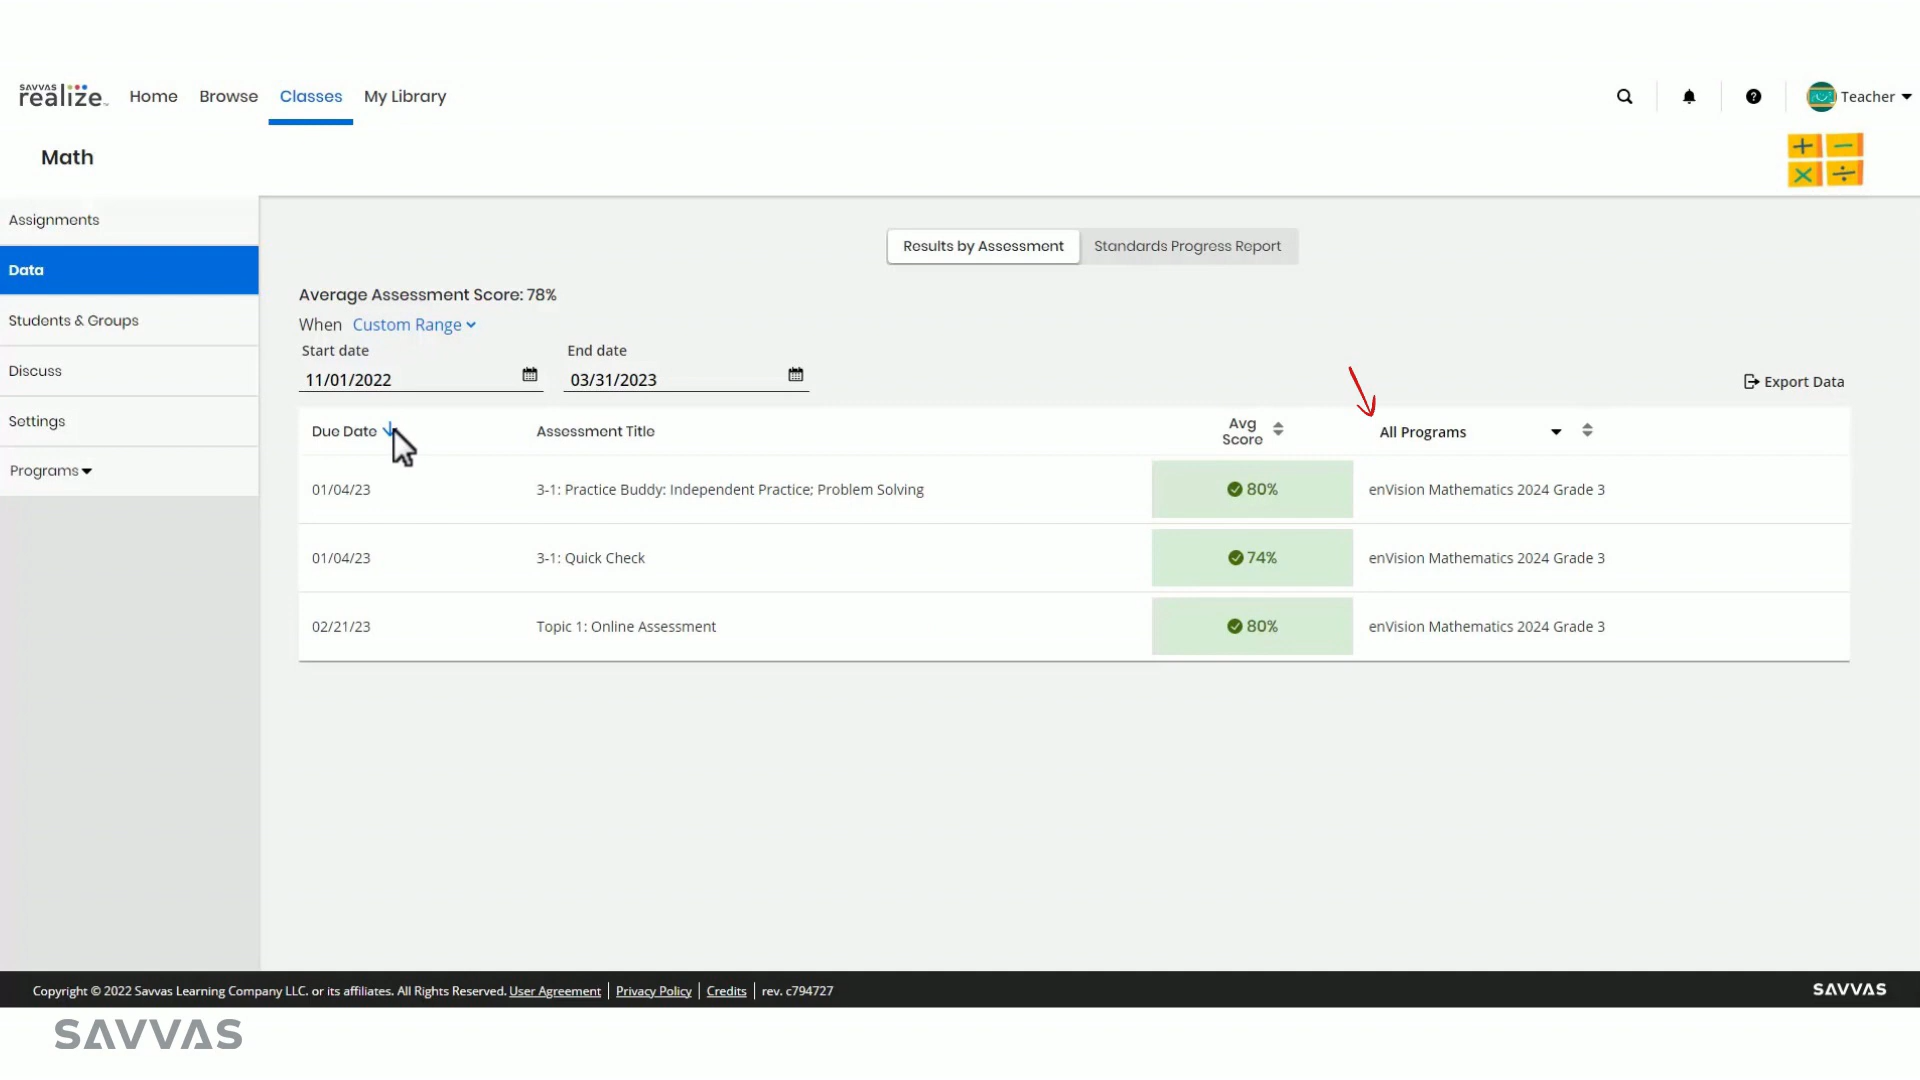 SAVVAS
realize™ Home Browse Classes My Library
Teacher
Math
Assignments
Data
Students & Groups
Discuss
Settings
Programs
Results by Assessment Standards Progress Report
Average Assessment Score: 78%
When Custom Range
Start date End date
11/01/2022 03/31/2023
Export Data
Due Date Assessment Title Avg Score All Programs
01/04/23 3-1: Practice Buddy: Independent Practice; Problem Solving 80% enVision Mathematics 2024 Grade 3
01/04/23 3-1: Quick Check 74% enVision Mathematics 2024 Grade 3
02/21/23 Topic 1: Online Assessment 80% enVision Mathematics 2024 Grade 3
Copyright © 2022 Savvas Learning Company LLC. or its affiliates. All Rights Reserved. User Agreement | Privacy Policy | Credits | rev. c794727
SAVVAS
SAVVAS